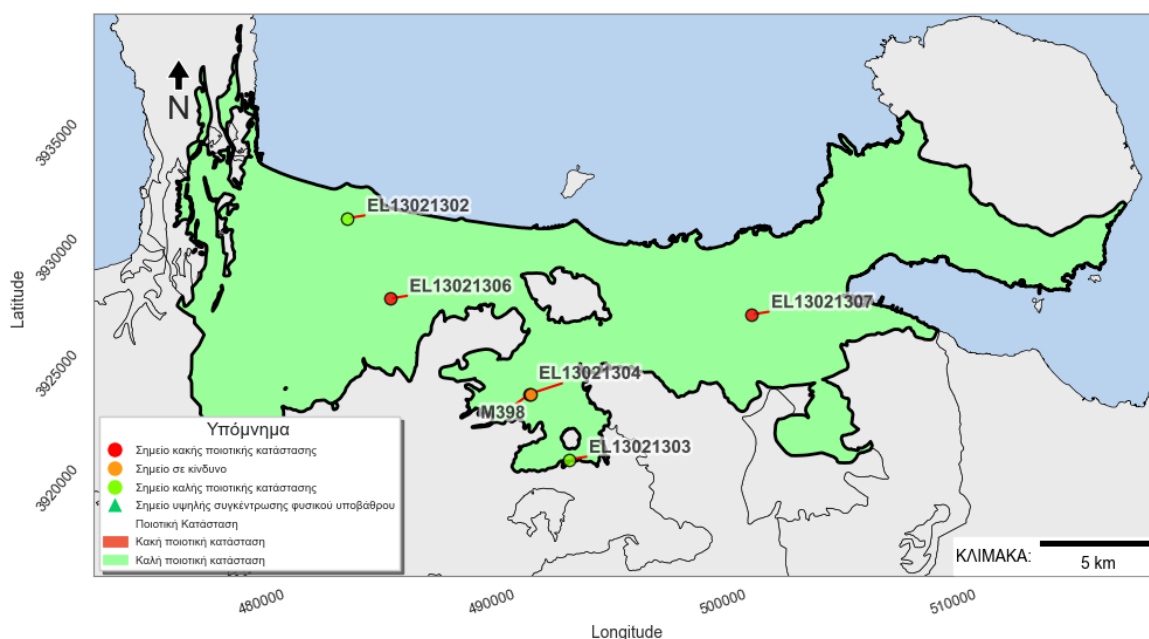 N
EL13021302
EL13021306
EL13021307
EL13021304
M398
EL13021303
Υπόμνημα
Σημείο κακής ποιοτικής κατάστασης
Σημείο σε κίνδυνο
Σημείο καλής ποιοτικής κατάστασης
Σημείο υψηλής συγκέντρωσης φυσικού υποβάθρου
Ποιοτική Κατάσταση
Κακή ποιοτική κατάσταση
Καλή ποιοτική κατάσταση
ΚΛΙΜΑΚΑ:
5 km
Latitude
3935000
3930000
3925000
3920000
480000
490000
500000
510000
Longitude